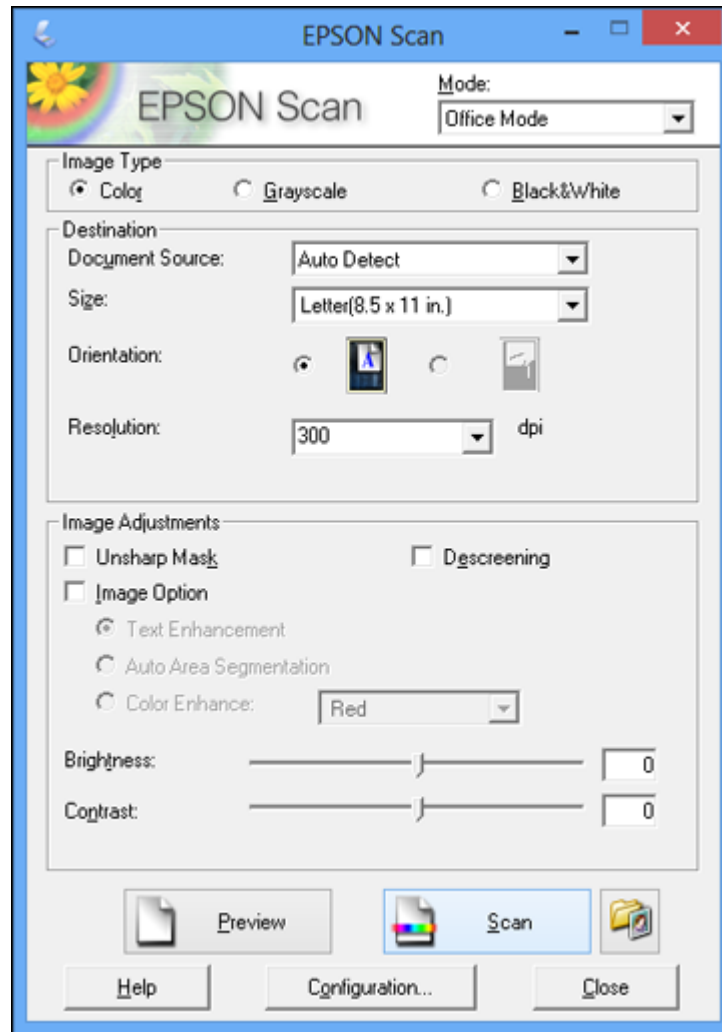 EPSON Scan
EPSON Scan
Mode:
Office Mode
Image Type
Color Grayscale Black&White
Destination
Document Source: Auto Detect
Size: Letter(8.5 x 11 in.)
Orientation: A
Resolution: 300 dpi
Image Adjustments
Unsharp Mask Descreening
Image Option
Text Enhancement
Auto Area Segmentation
Color Enhance: Red
Brightness: 0
Contrast: 0
Preview Scan
Help Configuration... Close